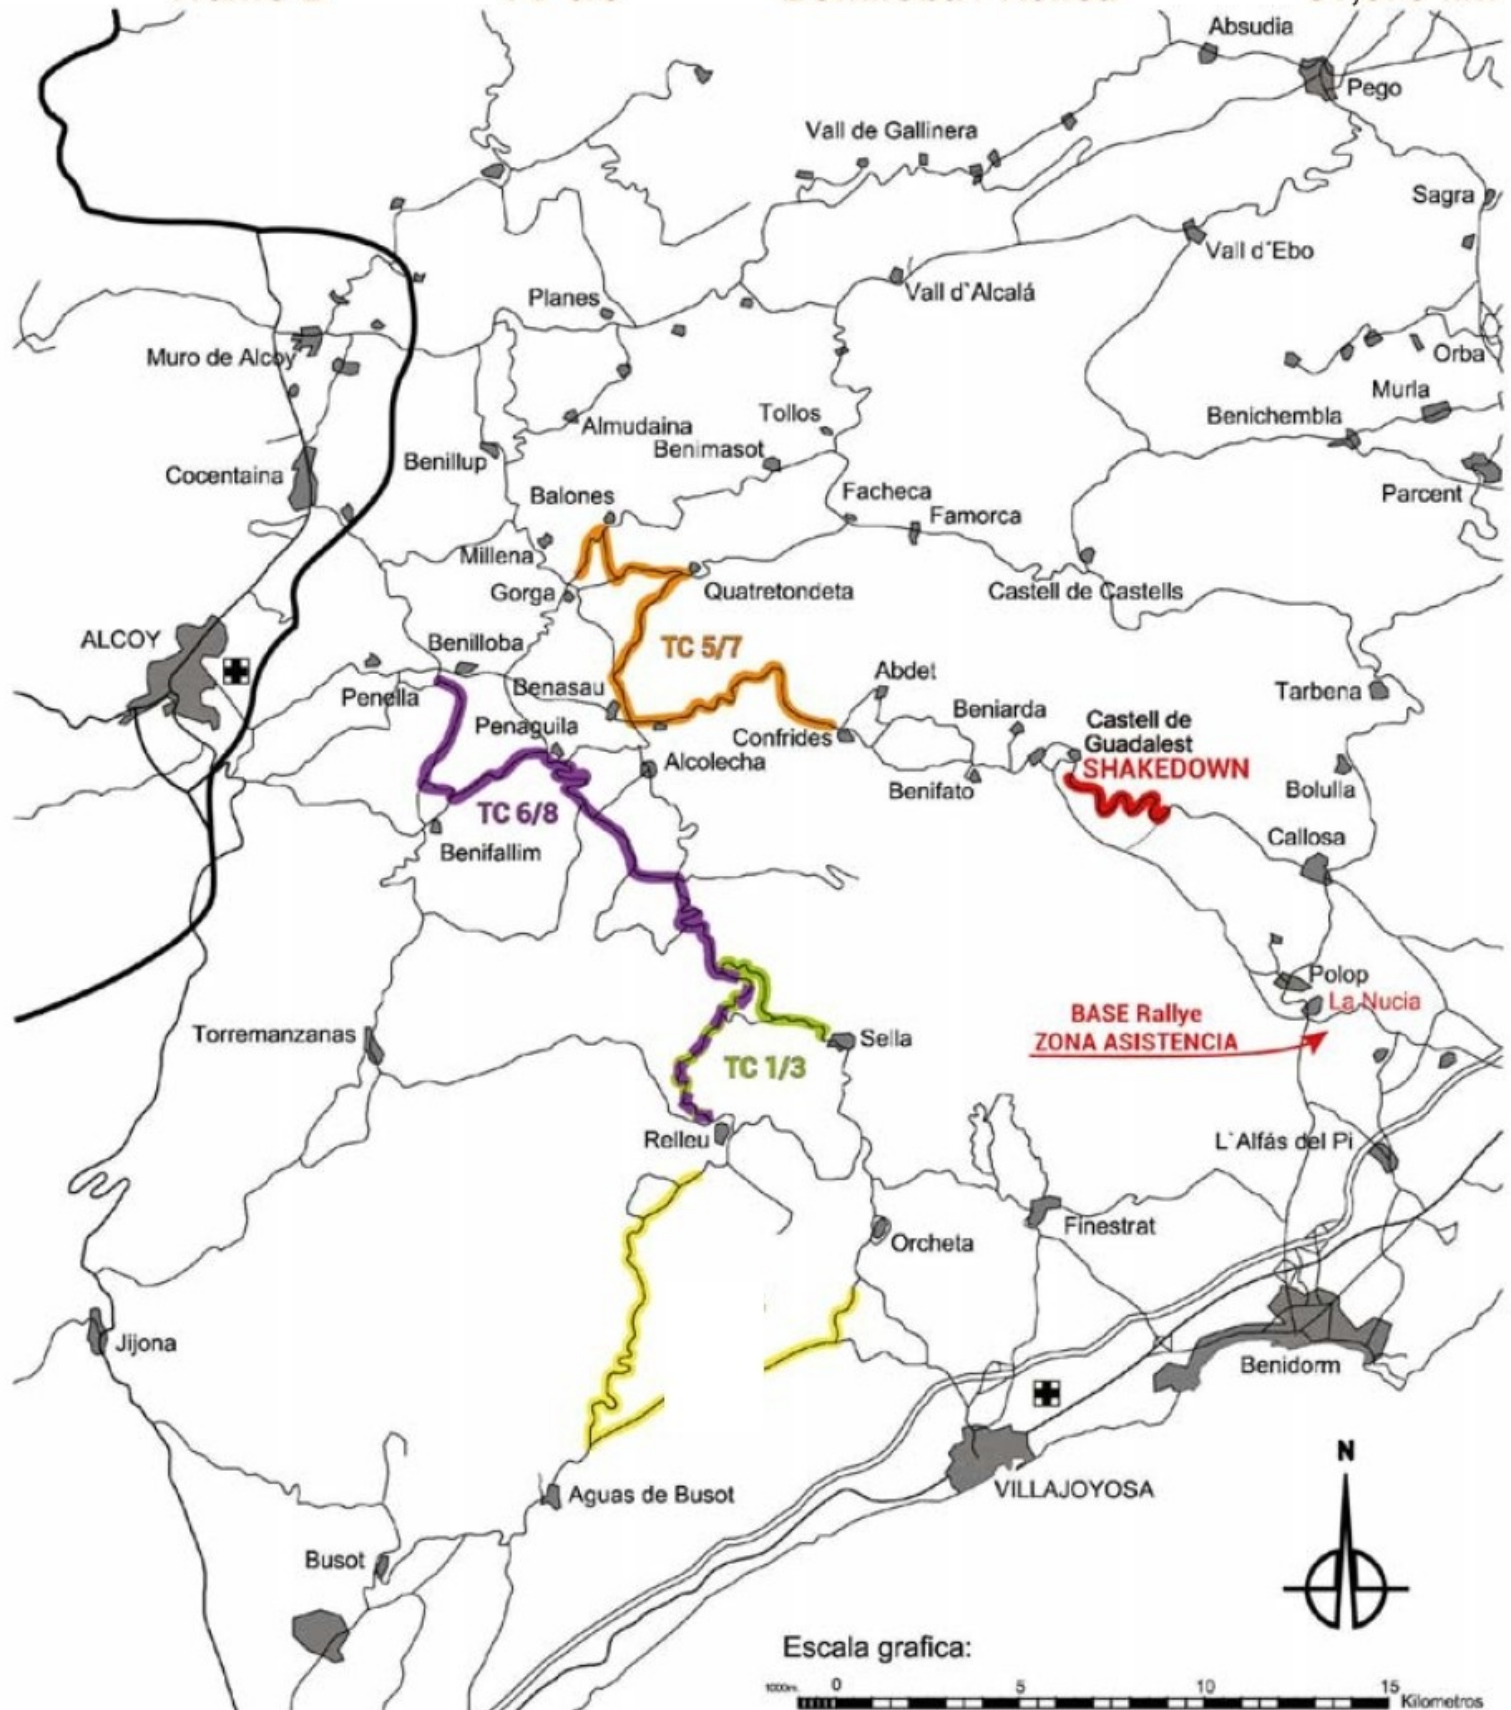 Absudia
Pego
Vall de Gallinera
Sagra
Vall d´Ebo
Vall d`Alcalá
Planes
Muro de Alcoy
Orba
Murla
Almudaina
Tollos
Benichembla
Benimasot
Benillup
Cocentaina
Parcent
Balones
Facheca
Famorca
Millena
Gorga
Quatretondeta
Castell de Castells
ALCOY
Benilloba
TC 5/7
Abdet
Penella
Benasau
Tarbena
Beniarda
Penaguila
Castell de
Guadalest
Confrides
Alcolecha
SHAKEDOWN
Benifato
Bolulla
TC 6/8
Callosa
Benifallim
Polop
La Nucia
BASE Rallye
ZONA ASISTENCIA
Torremanzanas
Sella
TC 1/3
Relleu
L`Alfás del Pi
Finestrat
Orcheta
Jijona
Benidorm
N
VILLAJOYOSA
Aguas de Busot
Busot
Escala grafica:
1000m. 0 5 10 15 Kilometros